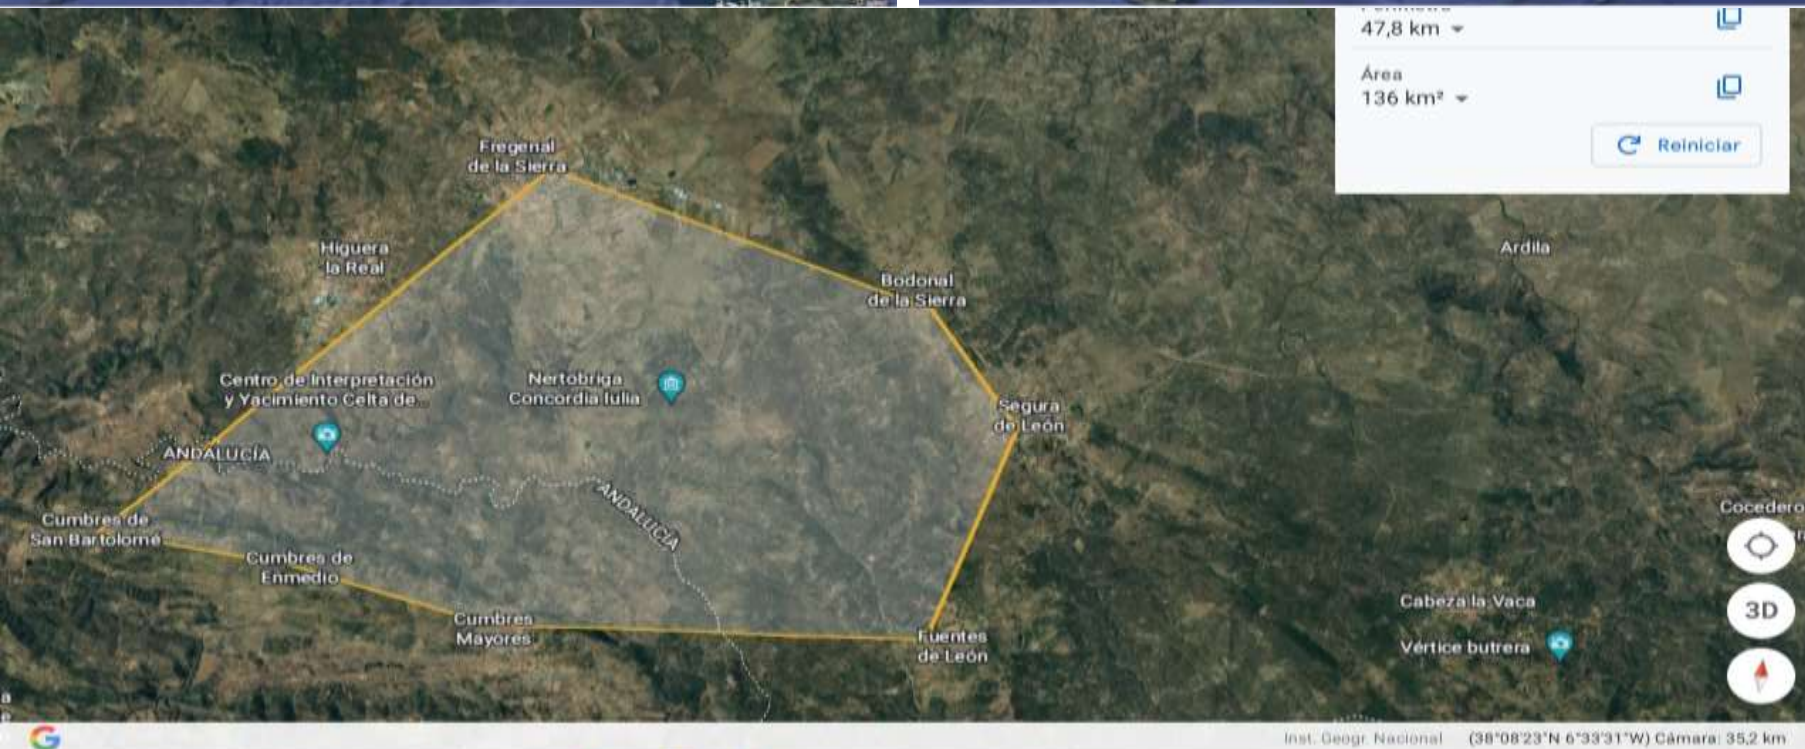 47,8 km
Área
136 km²
Reiniciar
Fregenal
de la Sierra
Higuera
la Real
Ardila
Bodonal
de la Sierra
Centro de Interpretación
y Yacimiento Celta de...
Nertobriga
Concordia Iulia
Segura
de León
ANDALUCÍA
ANDALUCÍA
Cumbres de
San Bartolomé
Cocedero
Cumbres de
Enmedio
Cumbres
Mayores
Fuentes
de León
Cabeza la Vaca
3D
Vértice butrera
Inst. Geogr. Nacional
(38°08'23"N 6°33'31"W) Cámara: 35,2 km